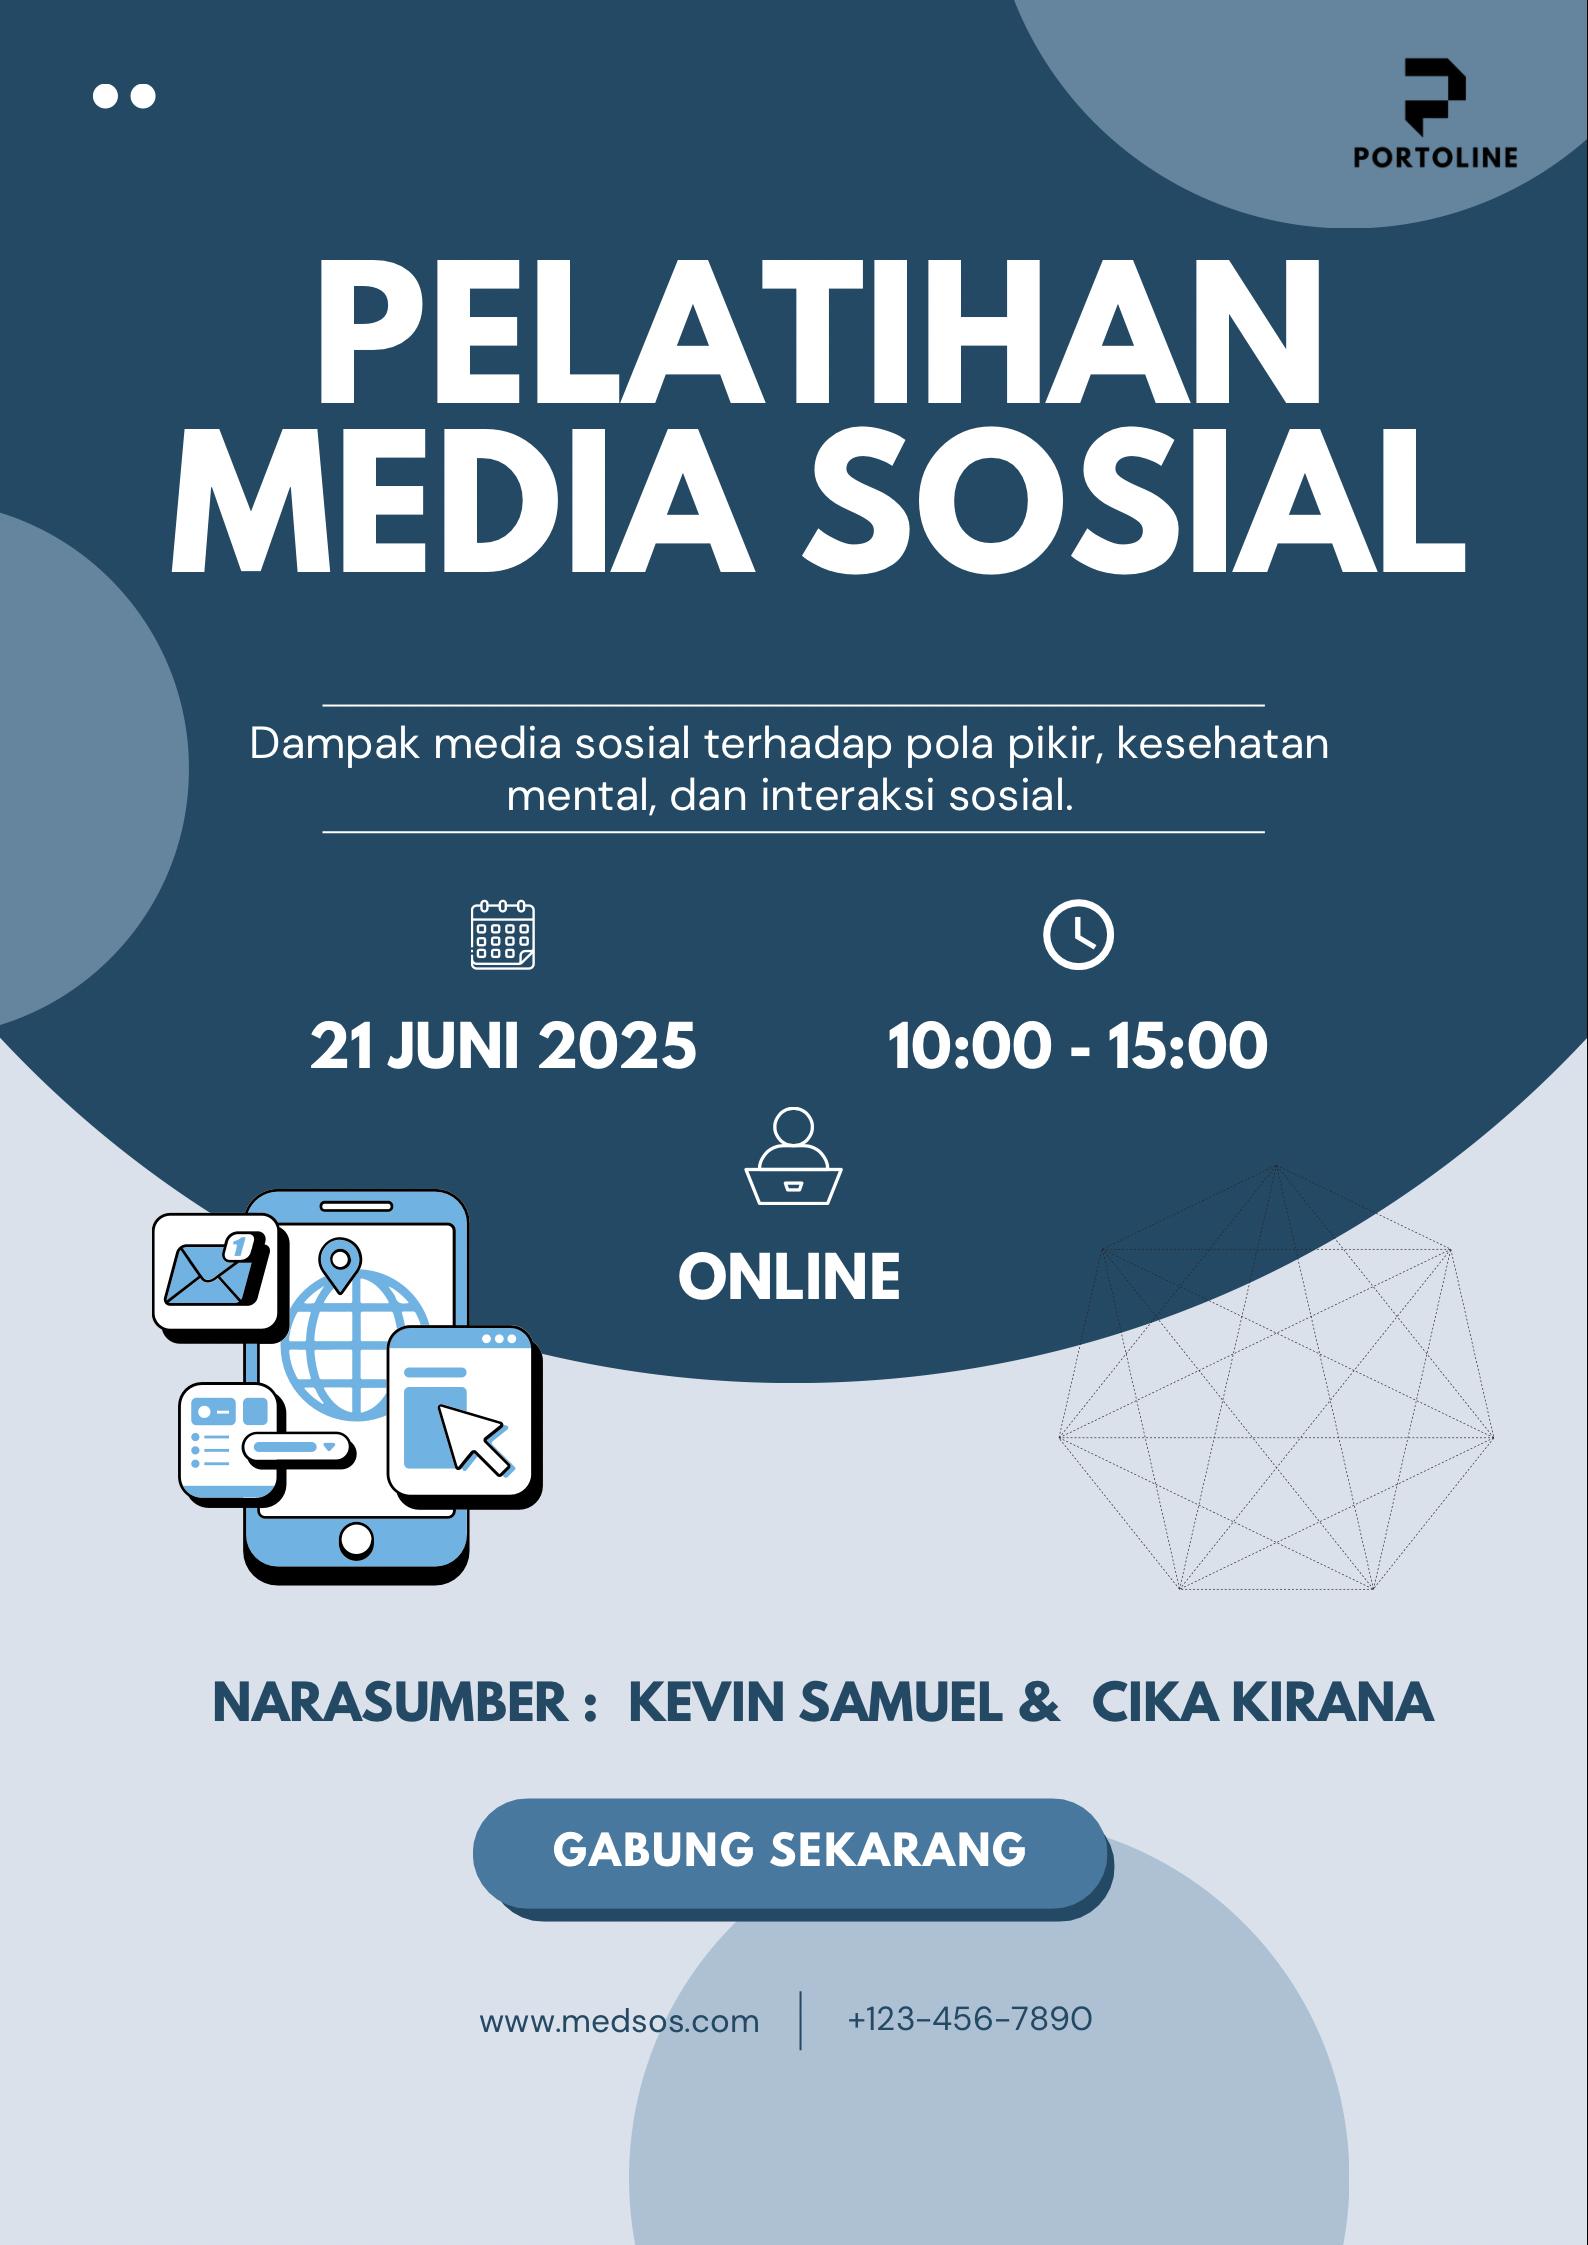 PORTOLINE
PELATIHAN
MEDIA SOSIAL
Dampak media sosial terhadap pola pikir, kesehatan
mental, dan interaksi sosial.
21 JUNI 2025
10:00 - 15:00
1
ONLINE
NARASUMBER : KEVIN SAMUEL & CIKA KIRANA
GABUNG SEKARANG
www.medsos.com
+123-456-7890